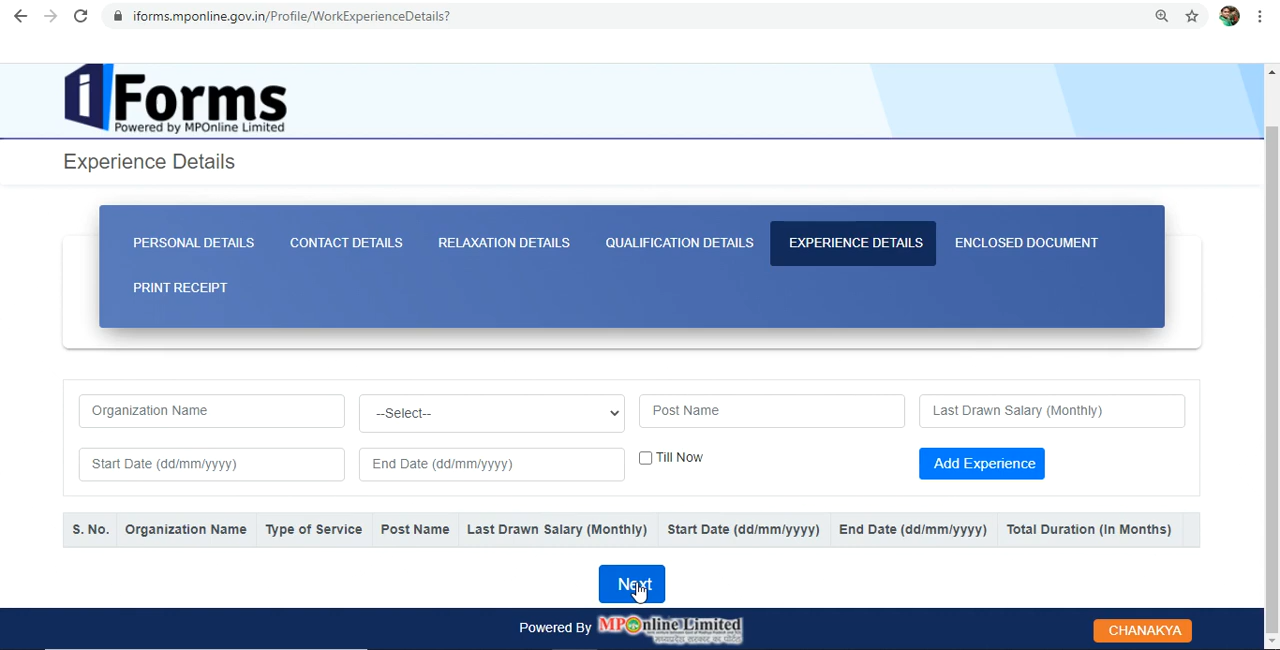 iforms.mponline.gov.in/Profile/WorkExperienceDetails?
iForms
Powered by MPOnline Limited
Experience Details
PERSONAL DETAILS CONTACT DETAILS RELAXATION DETAILS QUALIFICATION DETAILS EXPERIENCE DETAILS ENCLOSED DOCUMENT
PRINT RECEIPT
Organization Name --Select-- Post Name Last Drawn Salary (Monthly)
Start Date (dd/mm/yyyy) End Date (dd/mm/yyyy) Till Now Add Experience
S. No. Organization Name Type of Service Post Name Last Drawn Salary (Monthly) Start Date (dd/mm/yyyy) End Date (dd/mm/yyyy) Total Duration (In Months)
Next
Powered By MPOnline Limited
CHANAKYA